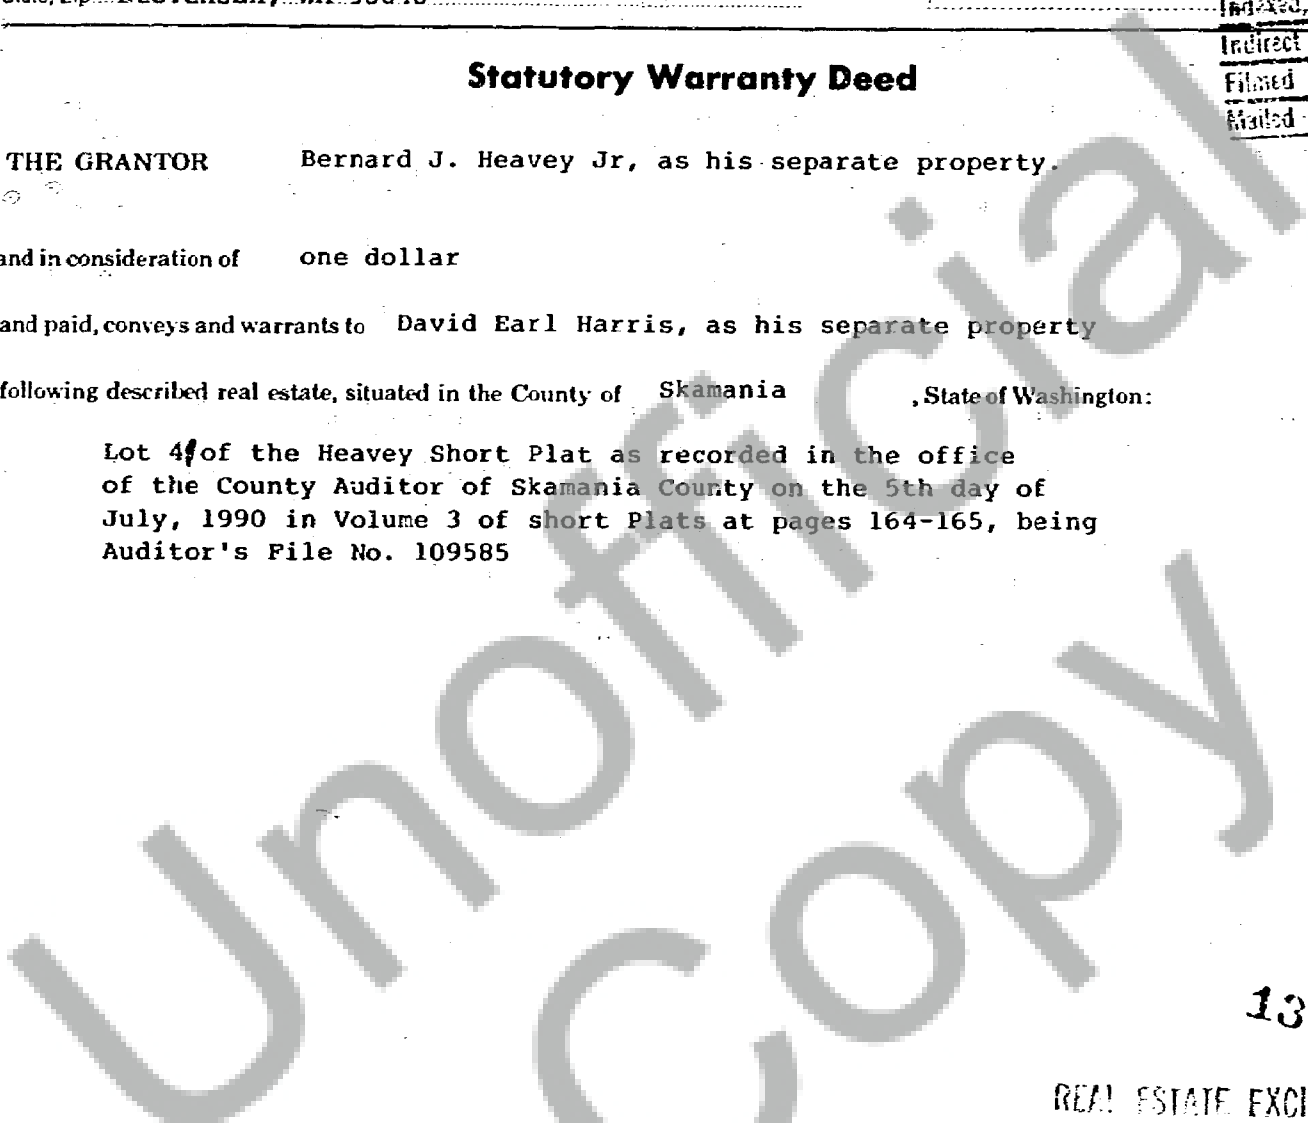 Indexed,
Indirect
Filmed
Mailed
Statutory Warranty Deed
THE GRANTOR Bernard J. Heavey Jr, as his separate property.
and in consideration of one dollar
and paid, conveys and warrants to David Earl Harris, as his separate property
following described real estate, situated in the County of Skamania , State of Washington:
Lot 4 of the Heavey Short Plat as recorded in the office
of the County Auditor of Skamania County on the 5th day of
July, 1990 in Volume 3 of short Plats at pages 164-165, being
Auditor's File No. 109585
Unofficial
Copy
13
REAL ESTATE EXCI